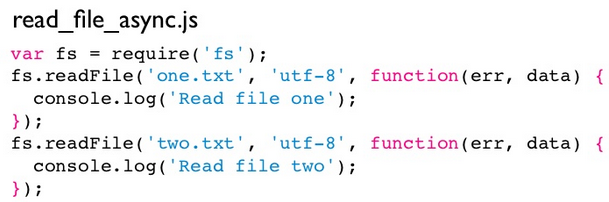 read_file_async.js
var fs = require('fs');
fs.readFile('one.txt', 'utf-8', function(err, data) {
  console.log('Read file one');
});
fs.readFile('two.txt', 'utf-8', function(err, data) {
  console.log('Read file two');
});